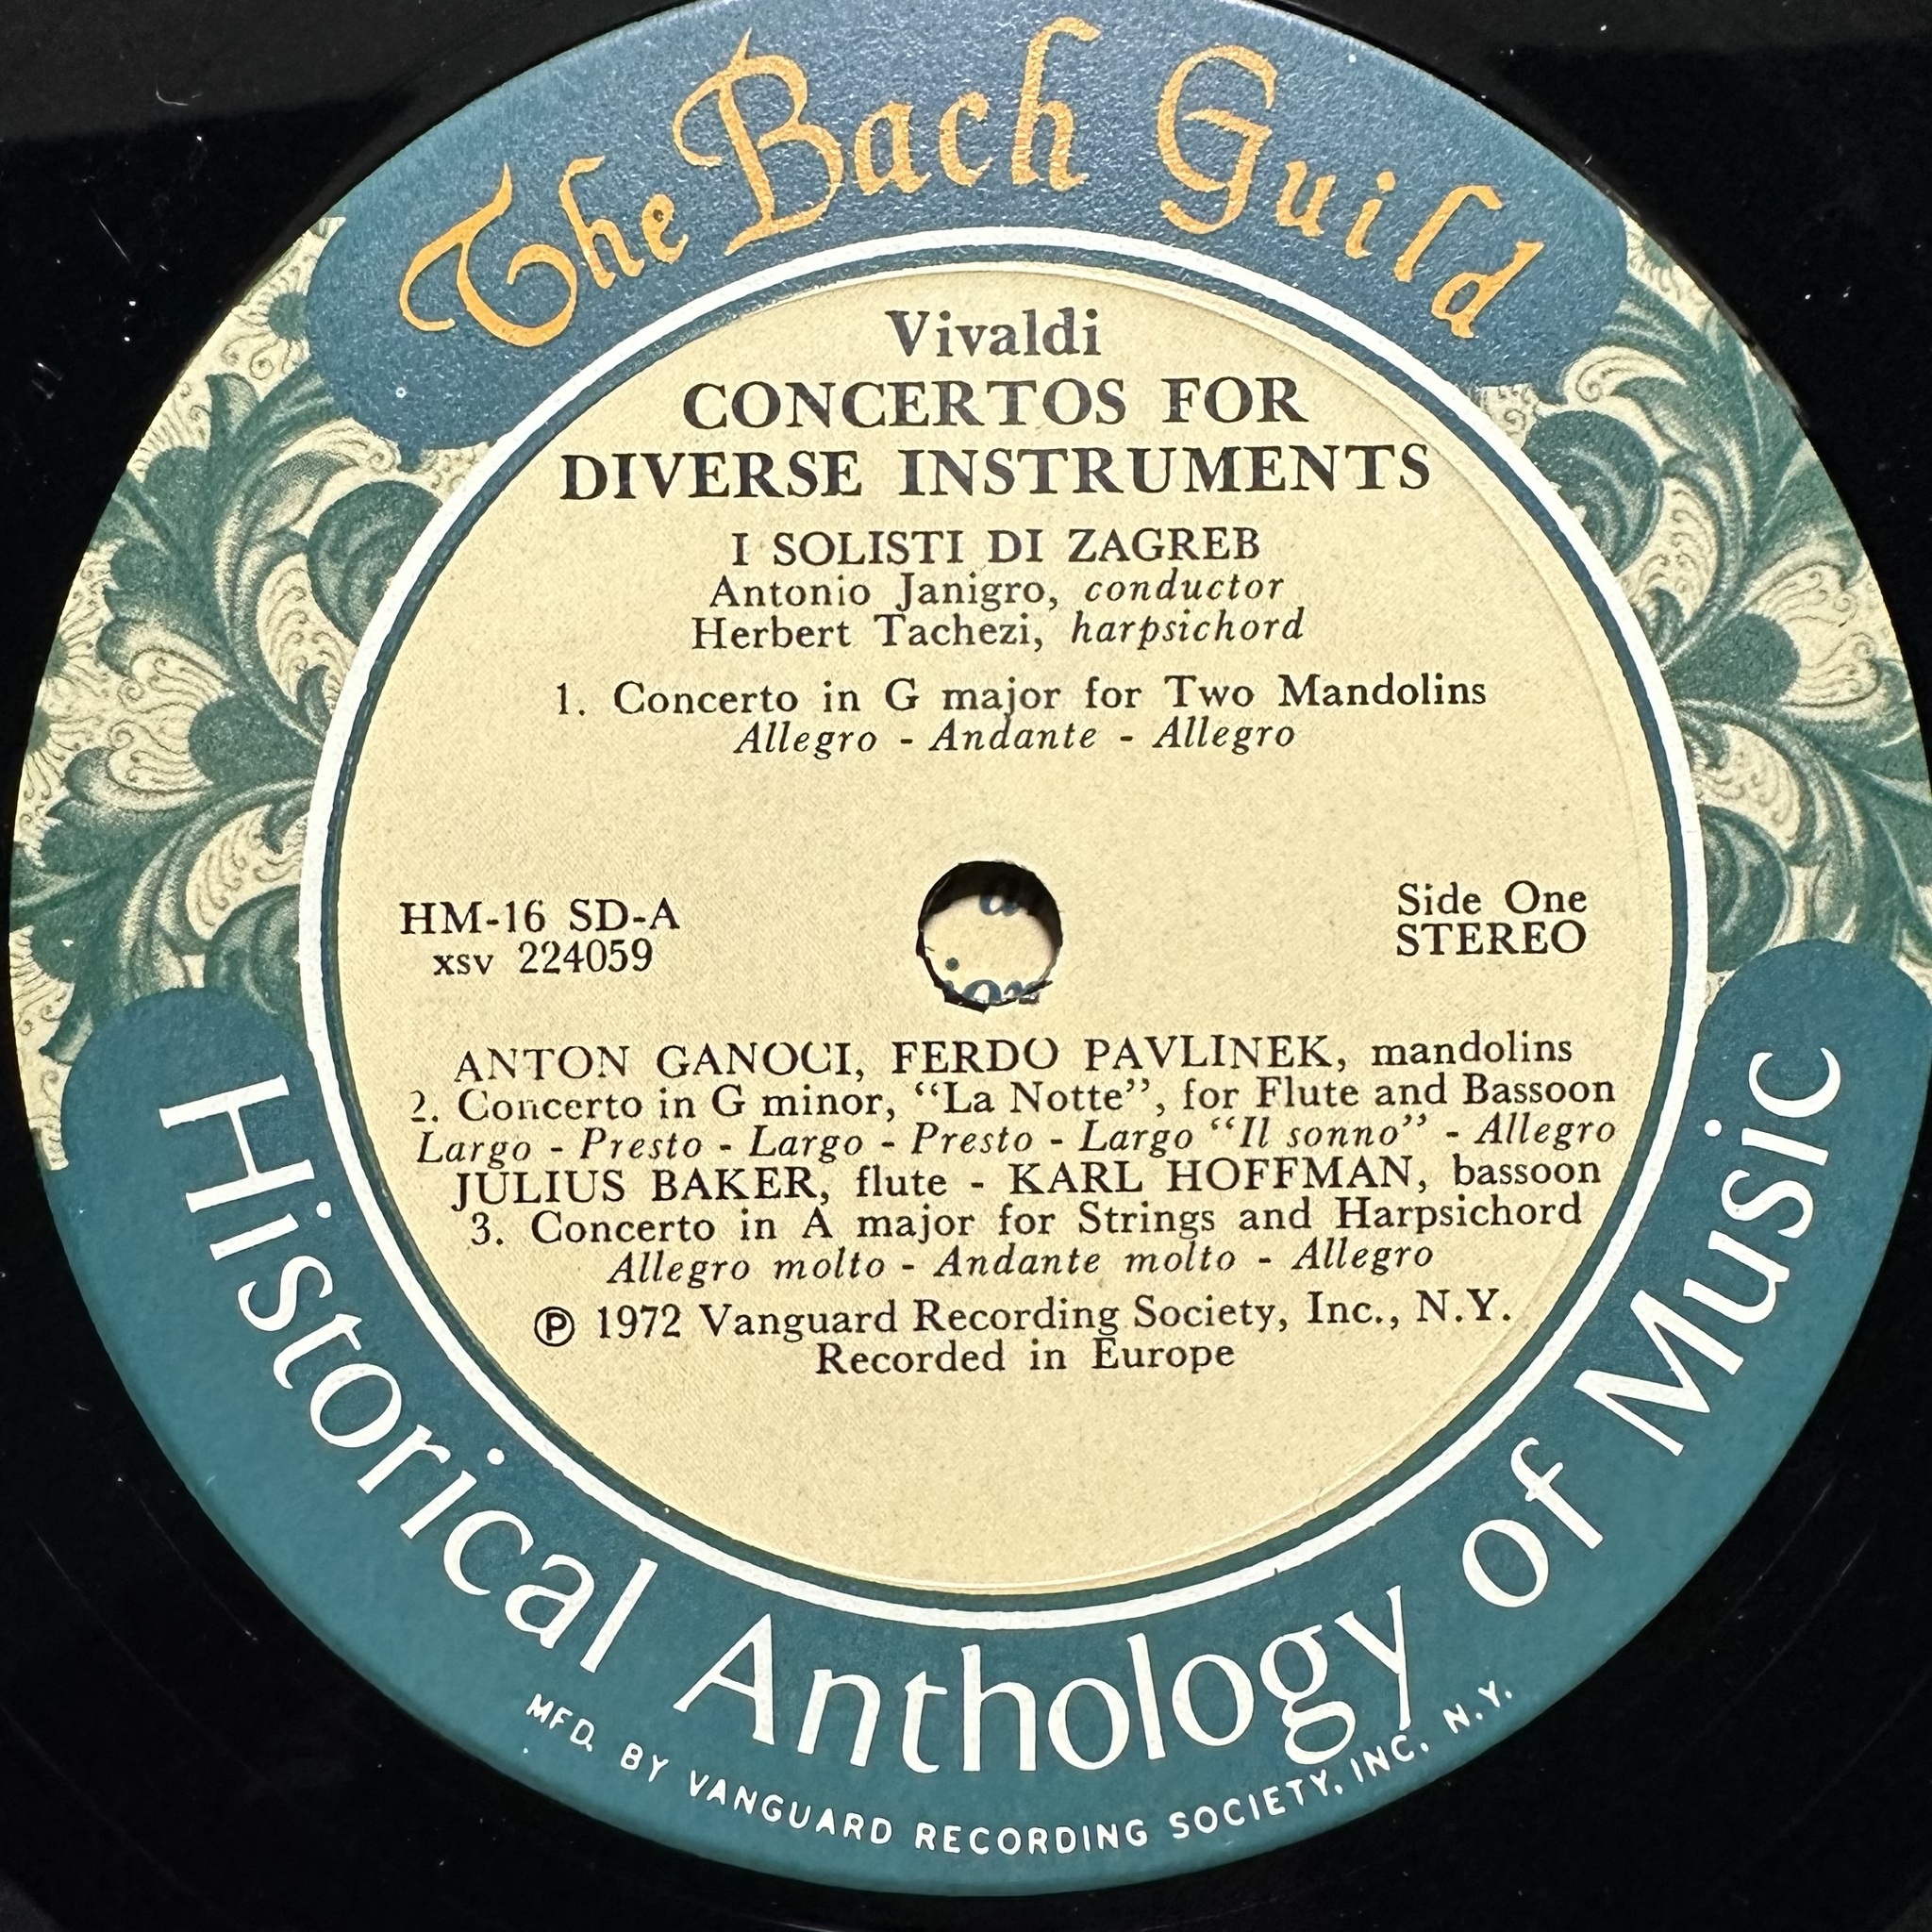 The Bach Guild
Vivaldi
CONCERTOS FOR
DIVERSE INSTRUMENTS
I SOLISTI DI ZAGREB
Antonio Janigro, conductor
Herbert Tachezi, harpsichord
1. Concerto in G major for Two Mandolins
Allegro - Andante - Allegro
HM-16 SD-A
xsv 224059
Side One
STEREO
ANTON GANOCI, FERDO PAVLINEK, mandolins
2. Concerto in G minor, “La Notte”, for Flute and Bassoon
Largo - Presto - Largo - Presto - Largo “Il sonno” - Allegro
JULIUS BAKER, flute - KARL HOFFMAN, bassoon
3. Concerto in A major for Strings and Harpsichord
Allegro molto - Andante molto - Allegro
Ⓟ 1972 Vanguard Recording Society, Inc., N.Y.
Recorded in Europe
Historical Anthology of Music
MFD. BY VANGUARD RECORDING SOCIETY, INC. N.Y.